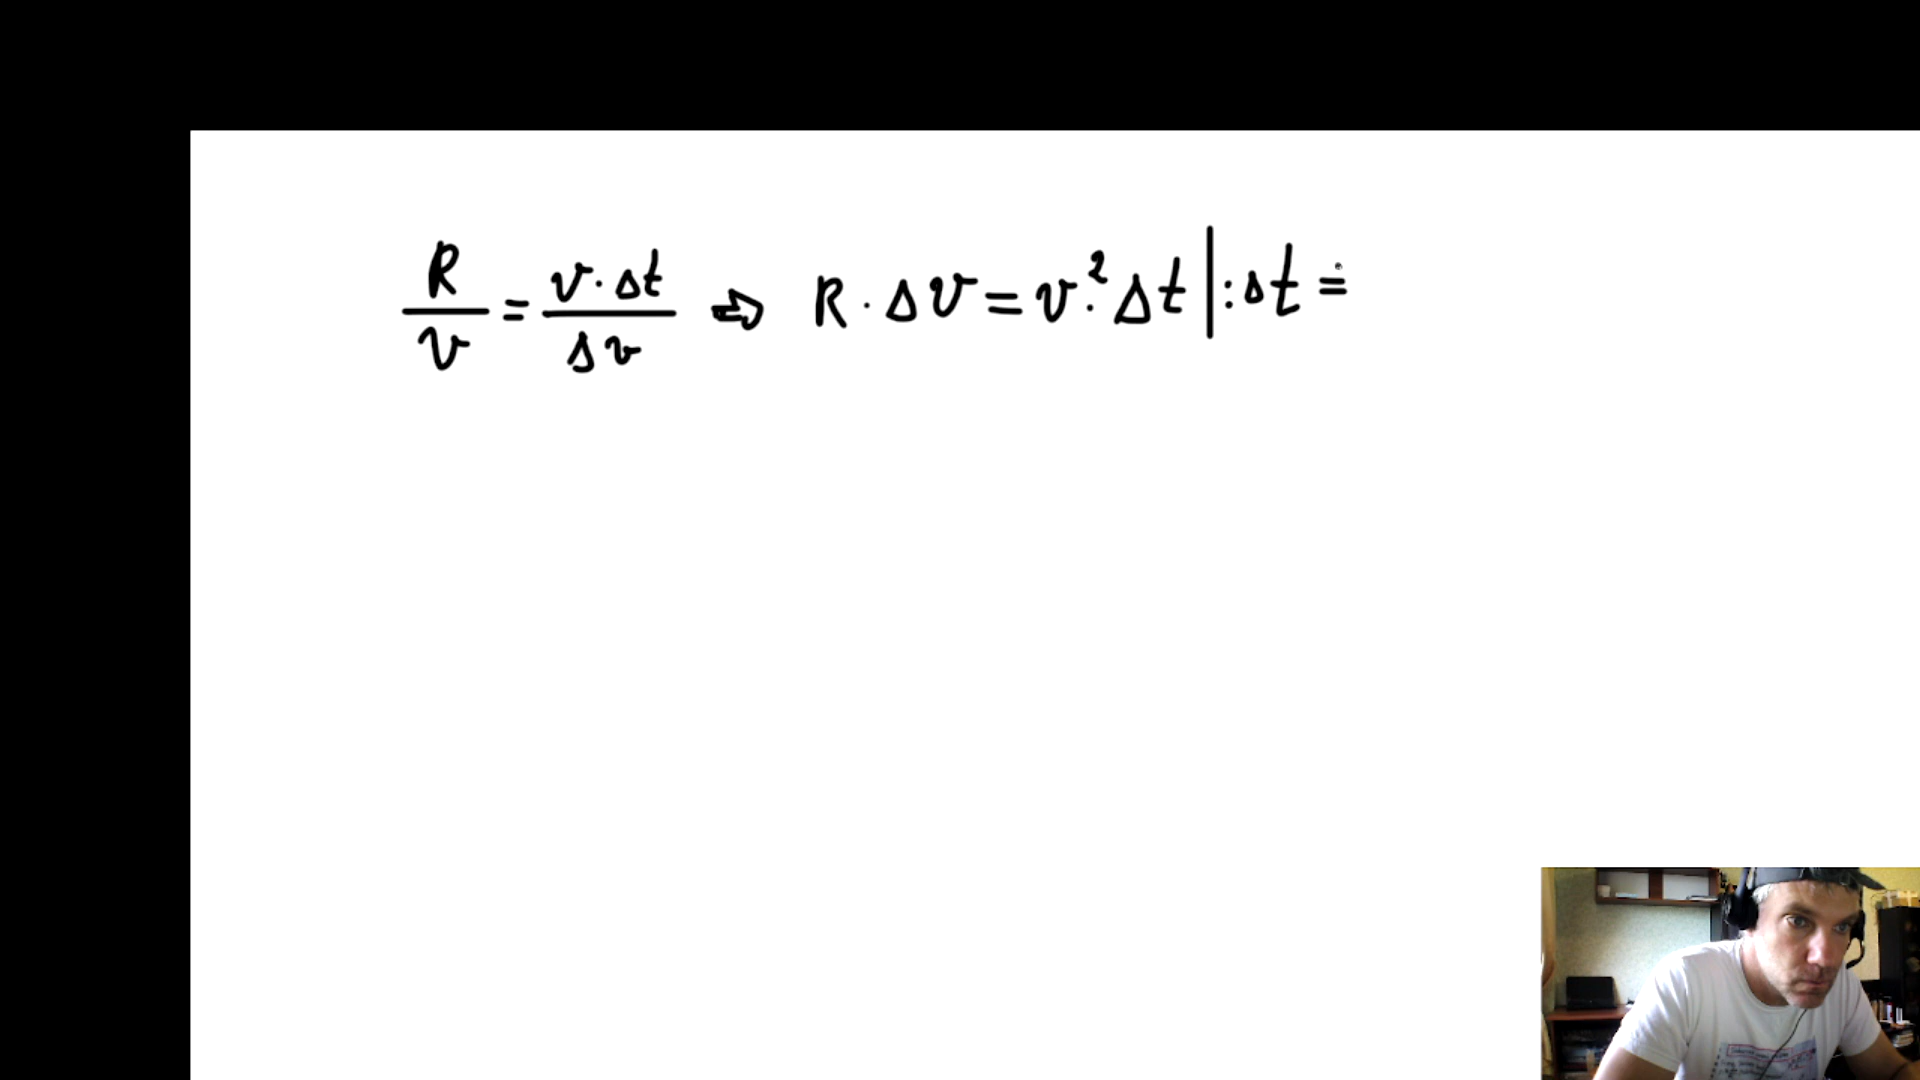 R/v = v·Δt/Δv ⇨ R·Δv = v²·Δt |:Δt =